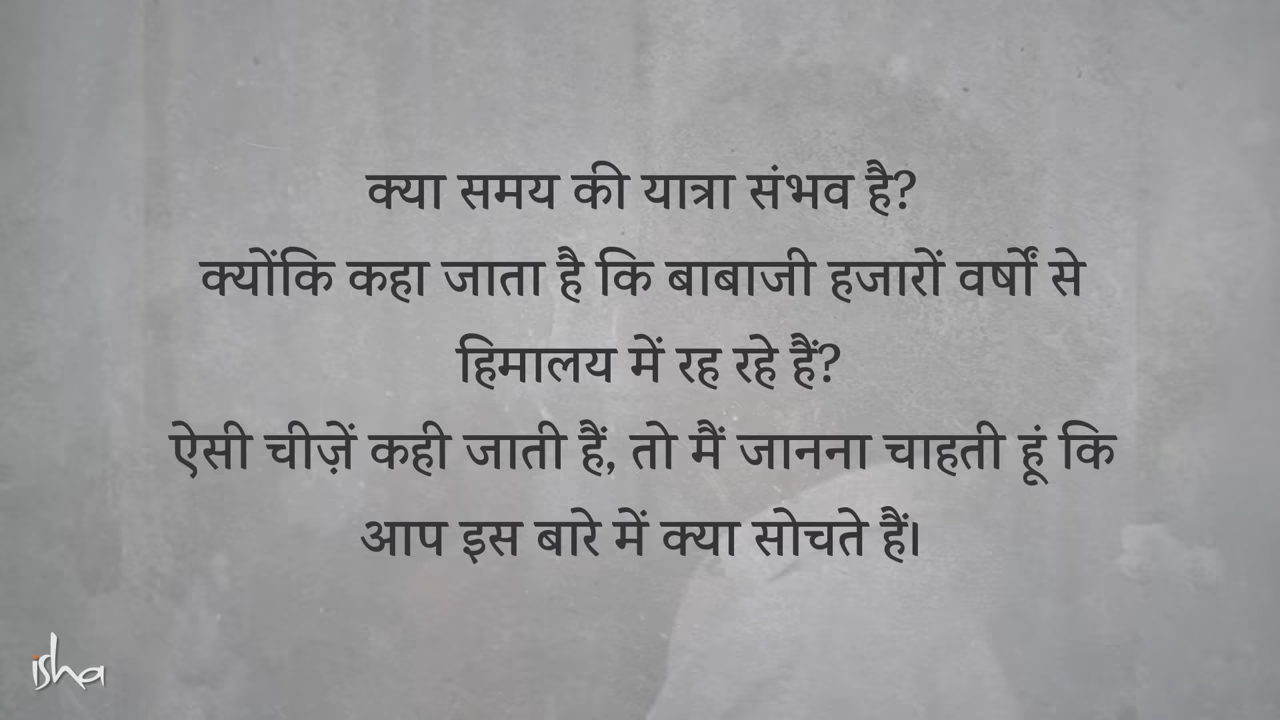 क्या समय की यात्रा संभव है?
क्योंकि कहा जाता है कि बाबाजी हजारों वर्षों से
हिमालय में रह रहे हैं?
ऐसी चीज़ें कही जाती हैं, तो मैं जानना चाहती हूं कि
आप इस बारे में क्या सोचते हैं।
isha